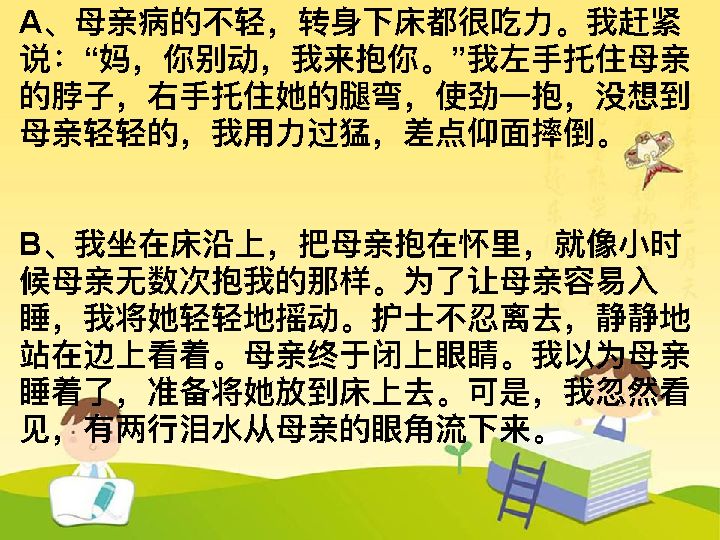 A、母亲病的不轻，转身下床都很吃力。我赶紧
说：“妈，你别动，我来抱你。”我左手托住母亲
的脖子，右手托住她的腿弯，使劲一抱，没想到
母亲轻轻的，我用力过猛，差点仰面摔倒。
B、我坐在床沿上，把母亲抱在怀里，就像小时
候母亲无数次抱我的那样。为了让母亲容易入
睡，我将她轻轻地摇动。护士不忍离去，静静地
站在边上看着。母亲终于闭上眼睛。我以为母亲
睡着了，准备将她放到床上去。可是，我忽然看
见，有两行泪水从母亲的眼角流下来。